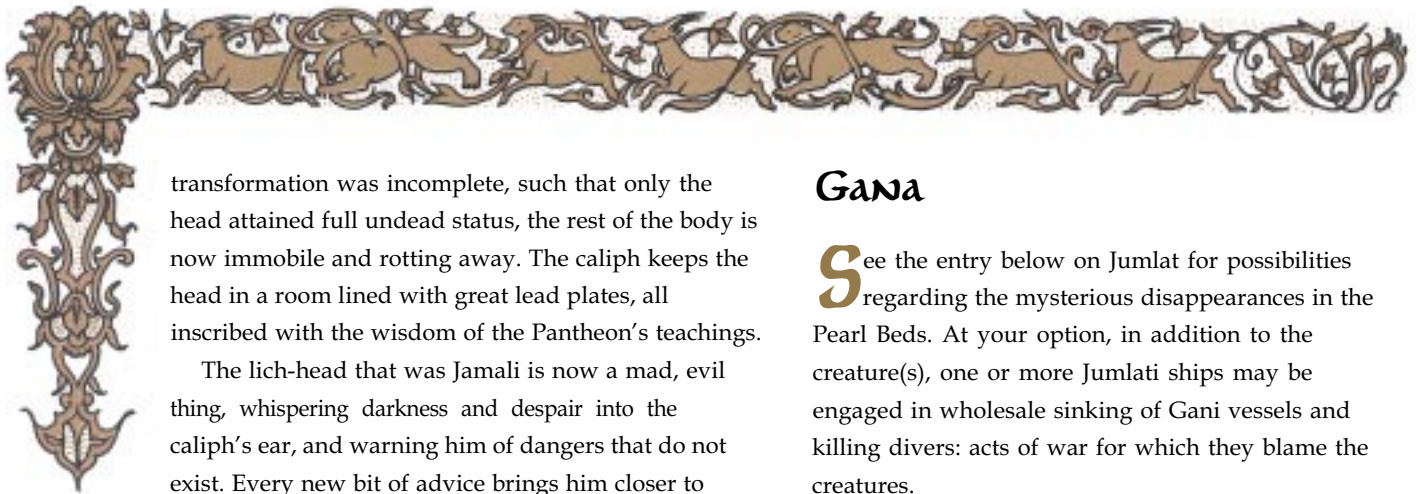 transformation was incomplete, such that only the
head attained full undead status, the rest of the body is
now immobile and rotting away. The caliph keeps the
head in a room lined with great lead plates, all
inscribed with the wisdom of the Pantheon’s teachings.
The lich-head that was Jamali is now a mad, evil
thing, whispering darkness and despair into the
caliph’s ear, and warning him of dangers that do not
exist. Every new bit of advice brings him closer to
Gana
See the entry below on Jumlat for possibilities
regarding the mysterious disappearances in the
Pearl Beds. At your option, in addition to the
creature(s), one or more Jumlati ships may be
engaged in wholesale sinking of Gani vessels and
killing divers: acts of war for which they blame the
creatures.